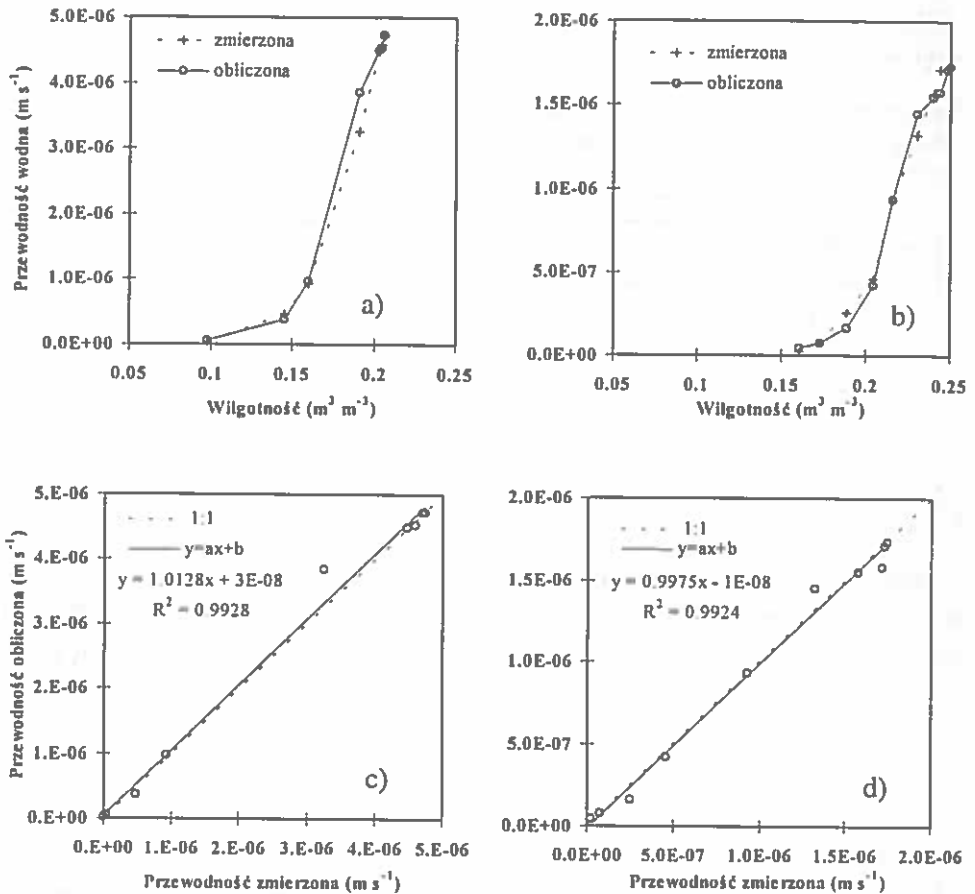 5.0E-06
4.0E-06
3.0E-06
2.0E-06
1.0E-06
0.0E+00
Przewodność wodna (m s⁻¹)
zmierzona
obliczona
a)
0.05 0.1 0.15 0.2 0.25
Wilgotność (m³ m⁻³)
2.0E-06
1.5E-06
1.0E-06
5.0E-07
0.0E+00
zmierzona
obliczona
b)
0.05 0.1 0.15 0.2 0.25
Wilgotność (m³ m⁻³)
5.E-06
4.E-06
3.E-06
2.E-06
1.E-06
0.E+00
Przewodność obliczona (m s⁻¹)
1:1
y=ax+b
y = 1.0128x + 3E-08
R² = 0.9928
c)
0.E+00 1.E-06 2.E-06 3.E-06 4.E-06 5.E-06
Przewodność zmierzona (m s⁻¹)
2.0E-06
1.5E-06
1.0E-06
5.0E-07
0.0E+00
1:1
y=ax+b
y = 0.9975x - 1E-08
R² = 0.9924
d)
0.0E+00 5.0E-07 1.0E-06 1.5E-06 2.0E-06
Przewodność zmierzona (m s⁻¹)